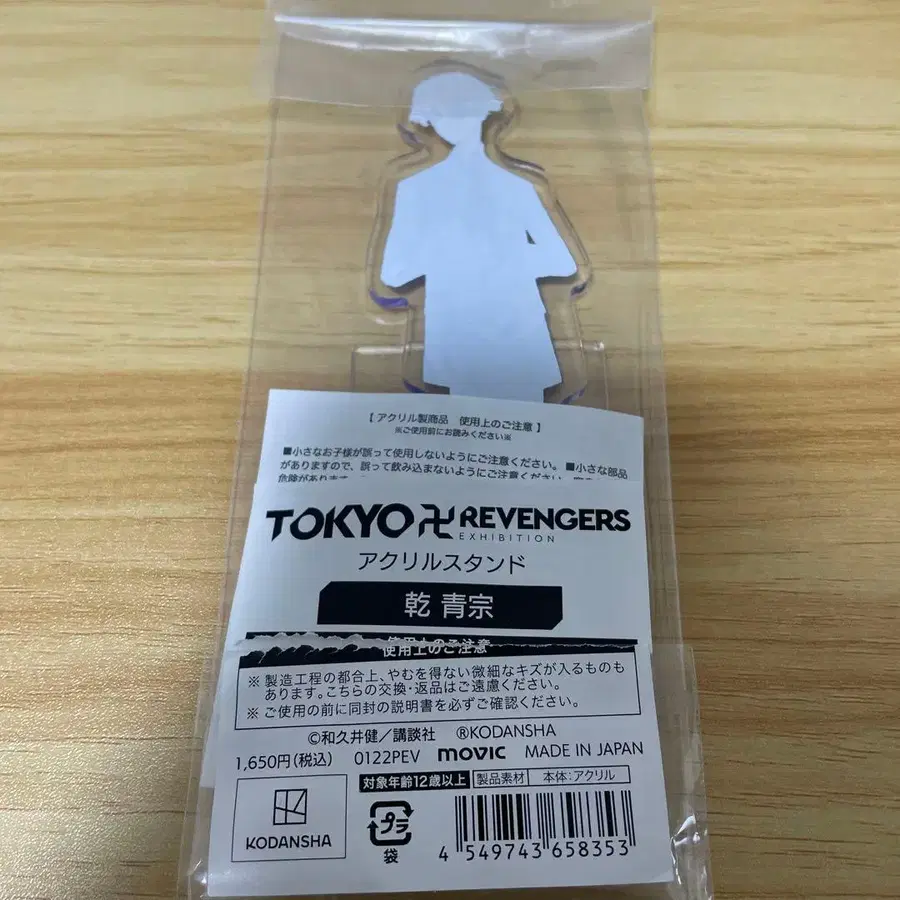 【 アクリル製商品　使用上のご注意 】
※ご使用前にお読みください※
■小さなお子様が誤って使用しないようにご注意ください。 ■小さな部品
がありますので、誤って飲み込まないようにご注意ください。
危険があります
TOKYO卍REVENGERS
EXHIBITION
アクリルスタンド
乾 青宗
使用上のご注意
※ 製造工程の都合上、やむを得ない微細なキズが入るものも
あります。こちらの交換・返品はご遠慮ください。
※ ご使用の前に同封の説明書を必ずご確認ください。
©和久井健／講談社 ®KODANSHA
1,650円(税込) 0122PEV movic MADE IN JAPAN
対象年齢12歳以上 製品素材 本体：アクリル
KODANSHA
プラ
袋
4 549743 658353